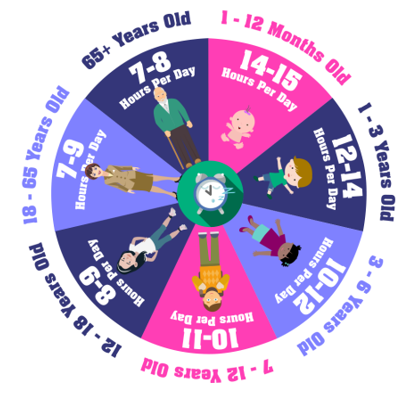 1 - 12 Months Old
14-15
Hours Per Day
1 - 3 Years Old
12-14
Hours Per Day
3 - 6 Years Old
10-12
Hours Per Day
7 - 12 Years Old
10-11
Hours Per Day
12 - 18 Years Old
8-9
Hours Per Day
18 - 65 Years Old
7-9
Hours Per Day
65+ Years Old
7-8
Hours Per Day